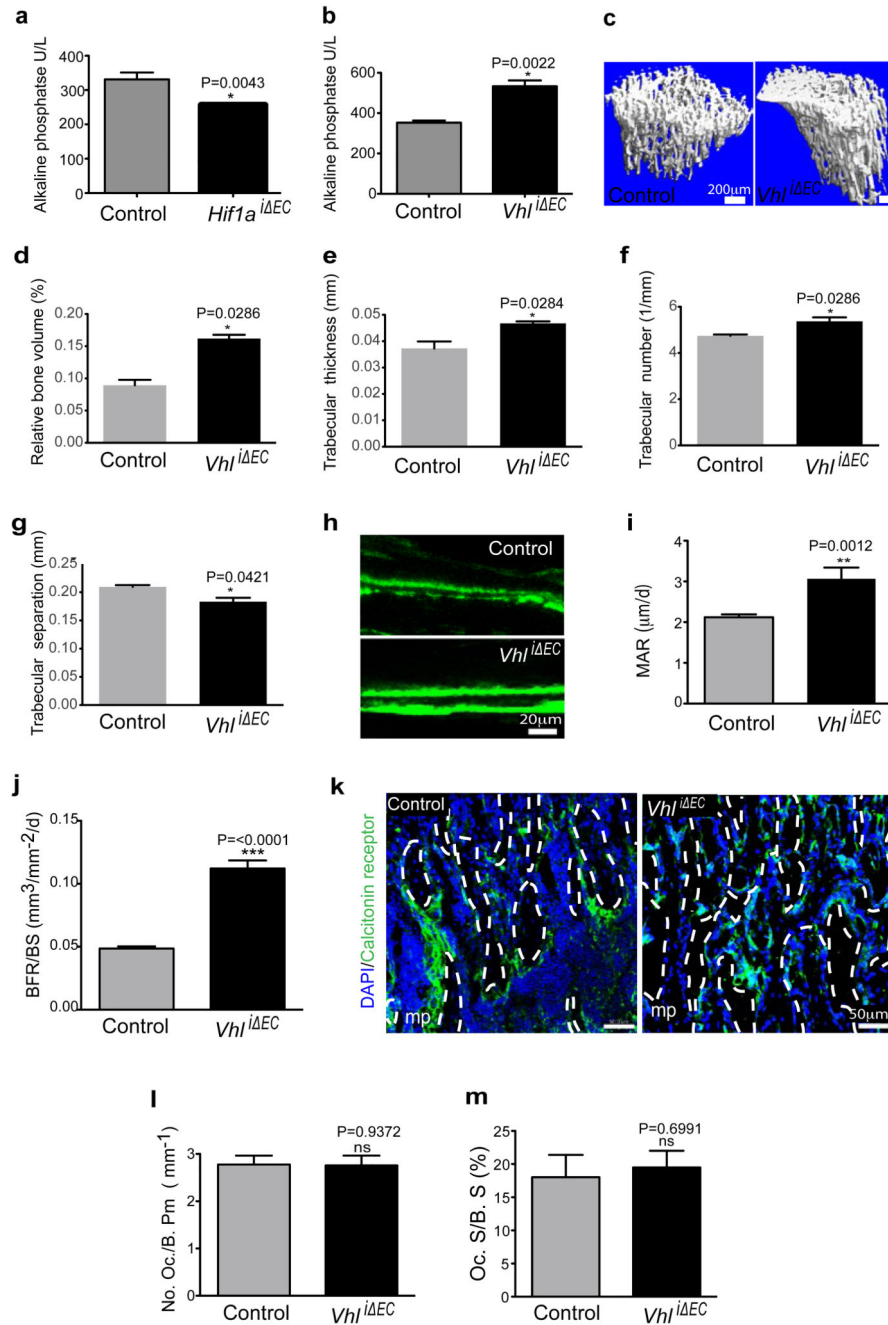 a
Alkaline phosphatse U/L
400
300
200
100
0
P=0.0043
*
Control
Hif1a iΔEC
b
Alkaline phosphatse U/L
600
400
200
0
P=0.0022
*
Control
Vhl iΔEC
c
Control
200μm
Vhl iΔEC
d
Relative bone volume (%)
0.20
0.15
0.10
0.05
0.00
P=0.0286
*
Control
Vhl iΔEC
e
Trabecular thickness (mm)
0.05
0.04
0.03
0.02
0.01
0.00
P=0.0284
*
Control
Vhl iΔEC
f
Trabecular number (1/mm)
6
4
2
0
P=0.0286
*
Control
Vhl iΔEC
g
Trabecular separation (mm)
0.25
0.20
0.15
0.10
0.05
0.00
P=0.0421
*
Control
Vhl iΔEC
h
Control
Vhl iΔEC
20μm
i
MAR (μm/d)
4
3
2
1
0
P=0.0012
**
Control
Vhl iΔEC
j
BFR/BS (mm³/mm⁻²/d)
0.15
0.10
0.05
0.00
P=<0.0001
***
Control
Vhl iΔEC
k
DAPI/Calcitonin receptor
Control
mp
Vhl iΔEC
mp
50μm
l
No. Oc./B. Pm ( mm⁻¹)
3
2
1
0
P=0.9372
ns
Control
Vhl iΔEC
m
Oc. S/B. S (%)
25
20
15
10
5
0
P=0.6991
ns
Control
Vhl iΔEC